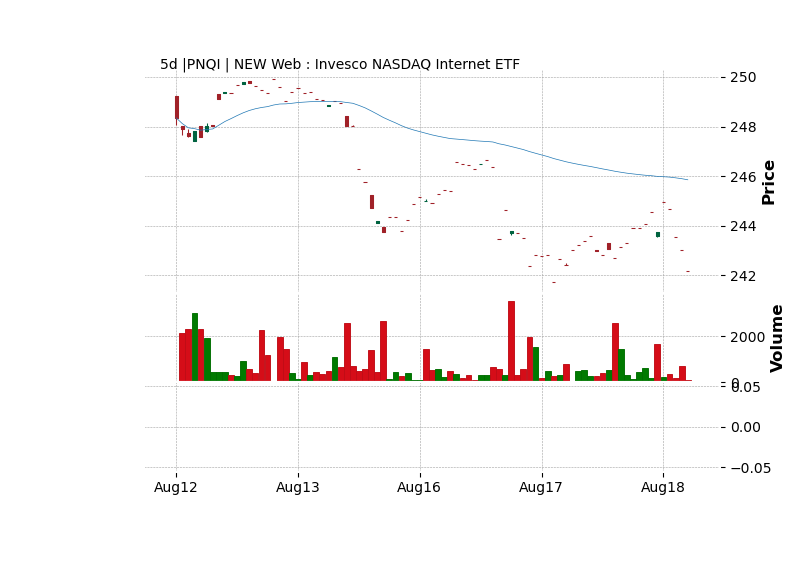 5d |PNQI | NEW Web : Invesco NASDAQ Internet ETF
250
248
246
244
242
Price
2000
0
Volume
0.05
0.00
−0.05
Aug12 Aug13 Aug16 Aug17 Aug18